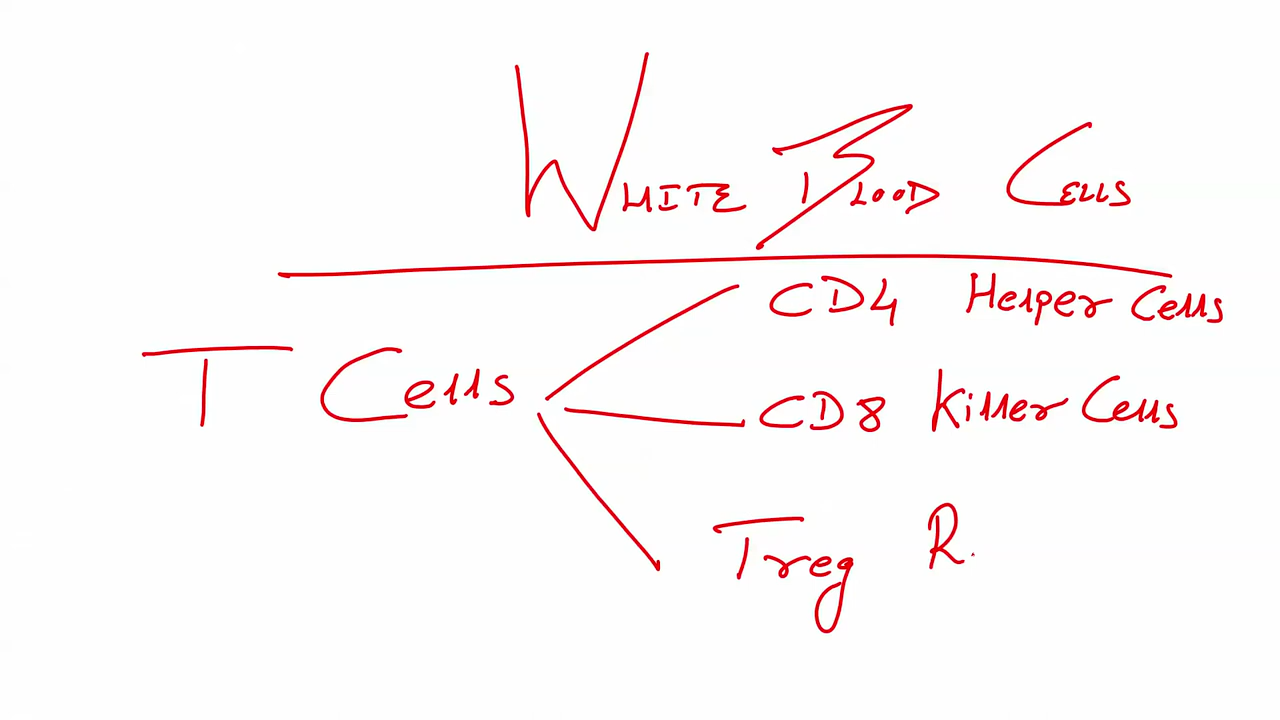 WHITE BLOOD CELLS
CD4 Helper Cells
T Cells
CD8 Killer Cells
Treg R